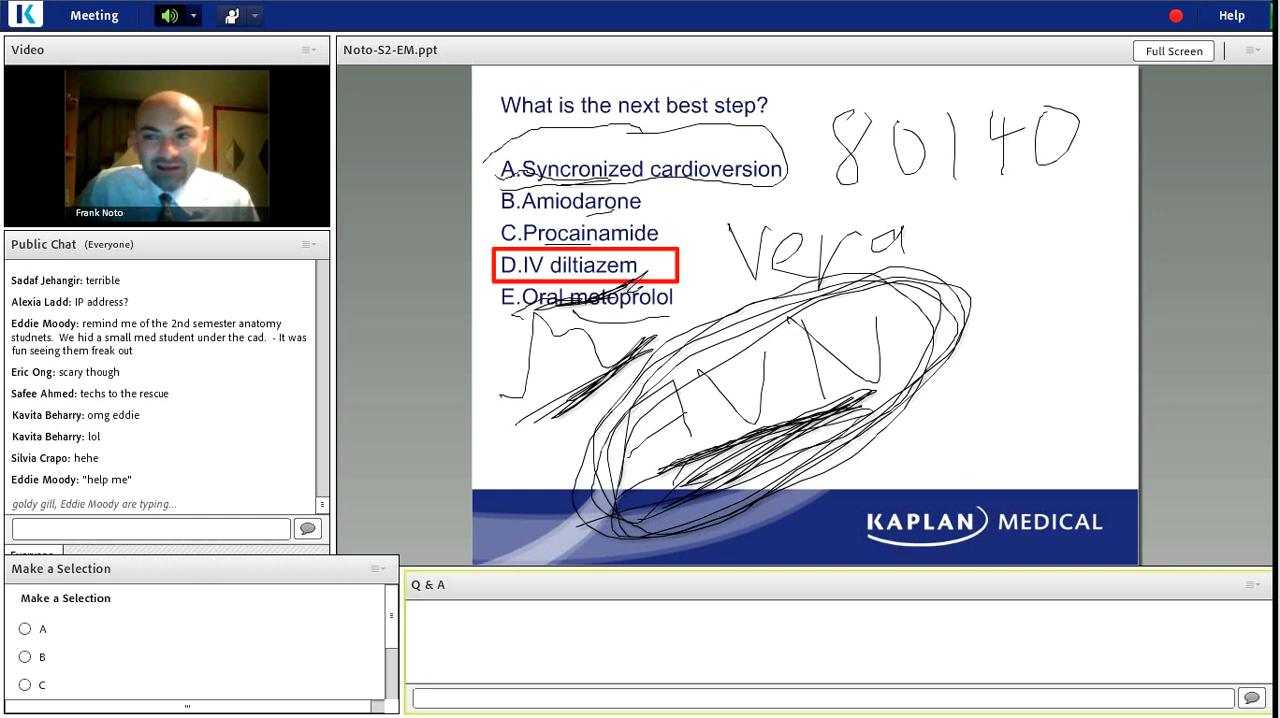 Meeting
Help
Video
Frank Noto
Public Chat (Everyone)
Sadaf Jehangir: terrible
Alexia Ladd: IP address?
Eddie Moody: remind me of the 2nd semester anatomy
studnets. We hid a small med student under the cad. - It was
fun seeing them freak out
Eric Ong: scary though
Safee Ahmed: techs to the rescue
Kavita Beharry: omg eddie
Kavita Beharry: lol
Silvia Crapo: hehe
Eddie Moody: "help me"
goldy gill, Eddie Moody are typing...
Everyone
Make a Selection
Make a Selection
A
B
C
Noto-S2-EM.ppt
Full Screen
What is the next best step?
A.Syncronized cardioversion
B.Amiodarone
C.Procainamide
D.IV diltiazem
E.Oral metoprolol
80140
Vera
KAPLAN MEDICAL
Q & A